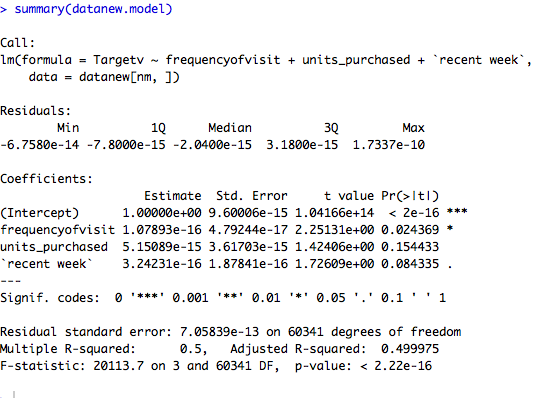 > summary(datanew.model)
Call:
lm(formula = Targetv ~ frequencyofvisit + units_purchased + `recent week`,
data = datanew[nm, ])
Residuals:
Min 1Q Median 3Q Max
-6.7580e-14 -7.8000e-15 -2.0400e-15 3.1800e-15 1.7337e-10
Coefficients:
Estimate Std. Error t value Pr(>|t|)
(Intercept) 1.00000e+00 9.60006e-15 1.04166e+14 < 2e-16 ***
frequencyofvisit 1.07893e-16 4.79244e-17 2.25131e+00 0.024369 *
units_purchased 5.15089e-15 3.61703e-15 1.42406e+00 0.154433
`recent week` 3.24231e-16 1.87841e-16 1.72609e+00 0.084335 .
---
Signif. codes: 0 '***' 0.001 '**' 0.01 '*' 0.05 '.' 0.1 ' ' 1
Residual standard error: 7.05839e-13 on 60341 degrees of freedom
Multiple R-squared: 0.5, Adjusted R-squared: 0.499975
F-statistic: 20113.7 on 3 and 60341 DF, p-value: < 2.22e-16